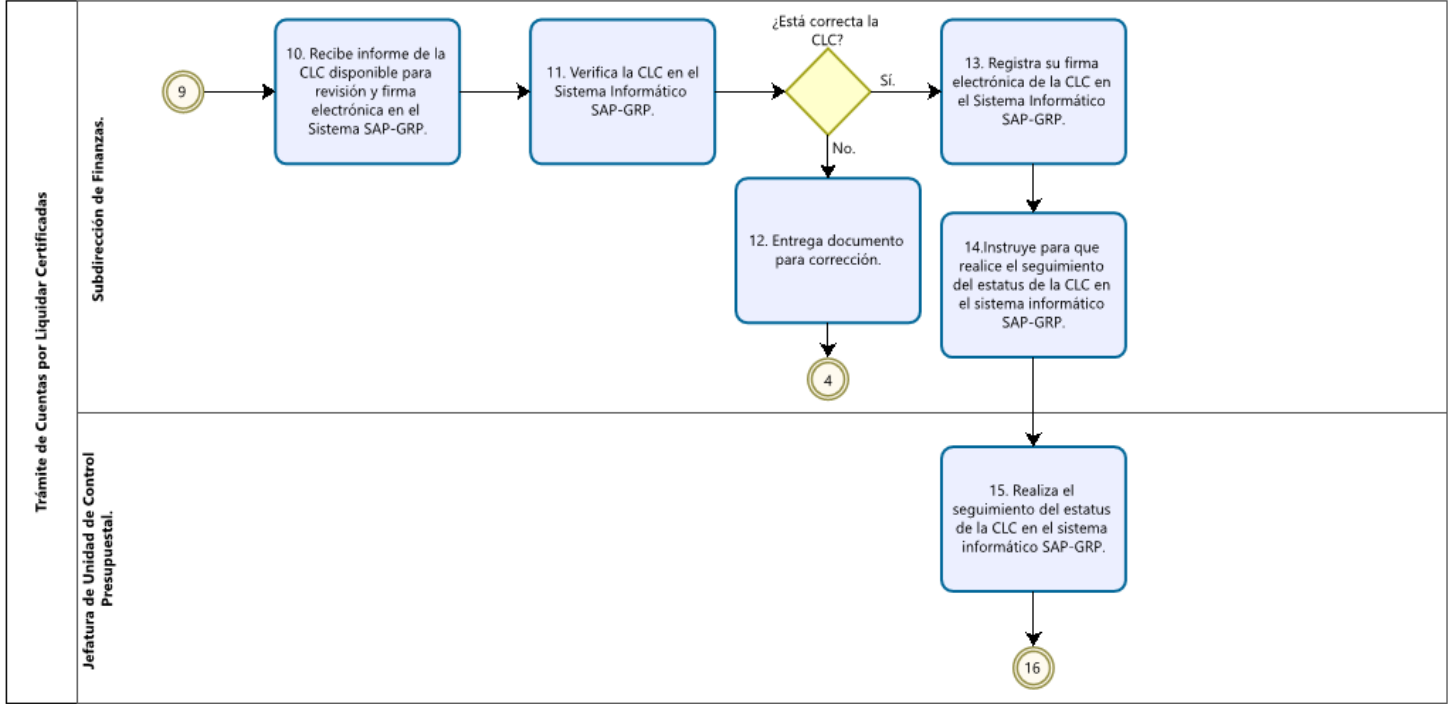 Trámite de Cuentas por Liquidar Certificadas
Subdirección de Finanzas.
9
10. Recibe informe de la
CLC disponible para
revisión y firma
electrónica en el
Sistema SAP-GRP.
11. Verifica la CLC en el
Sistema Informático
SAP-GRP.
¿Está correcta la
CLC?
Sí.
No.
13. Registra su firma
electrónica de la CLC en
el Sistema Informático
SAP-GRP.
12. Entrega documento
para corrección.
4
14.Instruye para que
realice el seguimiento
del estatus de la CLC en
el sistema informático
SAP-GRP.
Jefatura de Unidad de Control
Presupuestal.
15. Realiza el
seguimiento del estatus
de la CLC en el sistema
informático SAP-GRP.
16